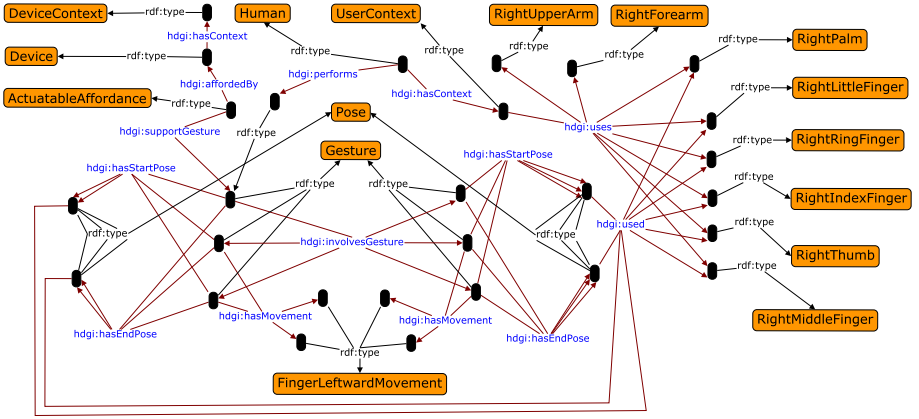 DeviceContext
rdf:type
Human
UserContext
RightUpperArm
RightForearm
hdgi:hasContext
rdf:type
rdf:type
rdf:type
rdf:type
rdf:type
RightPalm
Device
rdf:type
hdgi:affordedBy
hdgi:performs
hdgi:hasContext
RightLittleFinger
rdf:type
ActuatableAffordance
rdf:type
Pose
hdgi:supportGesture
rdf:type
hdgi:uses
RightRingFinger
rdf:type
Gesture
hdgi:hasStartPose
hdgi:hasStartPose
rdf:type
rdf:type
rdf:type
RightIndexFinger
hdgi:used
rdf:type
rdf:type
rdf:type
hdgi:involvesGesture
RightThumb
rdf:type
hdgi:hasMovement
hdgi:hasMovement
RightMiddleFinger
hdgi:hasEndPose
hdgi:hasEndPose
rdf:type
FingerLeftwardMovement